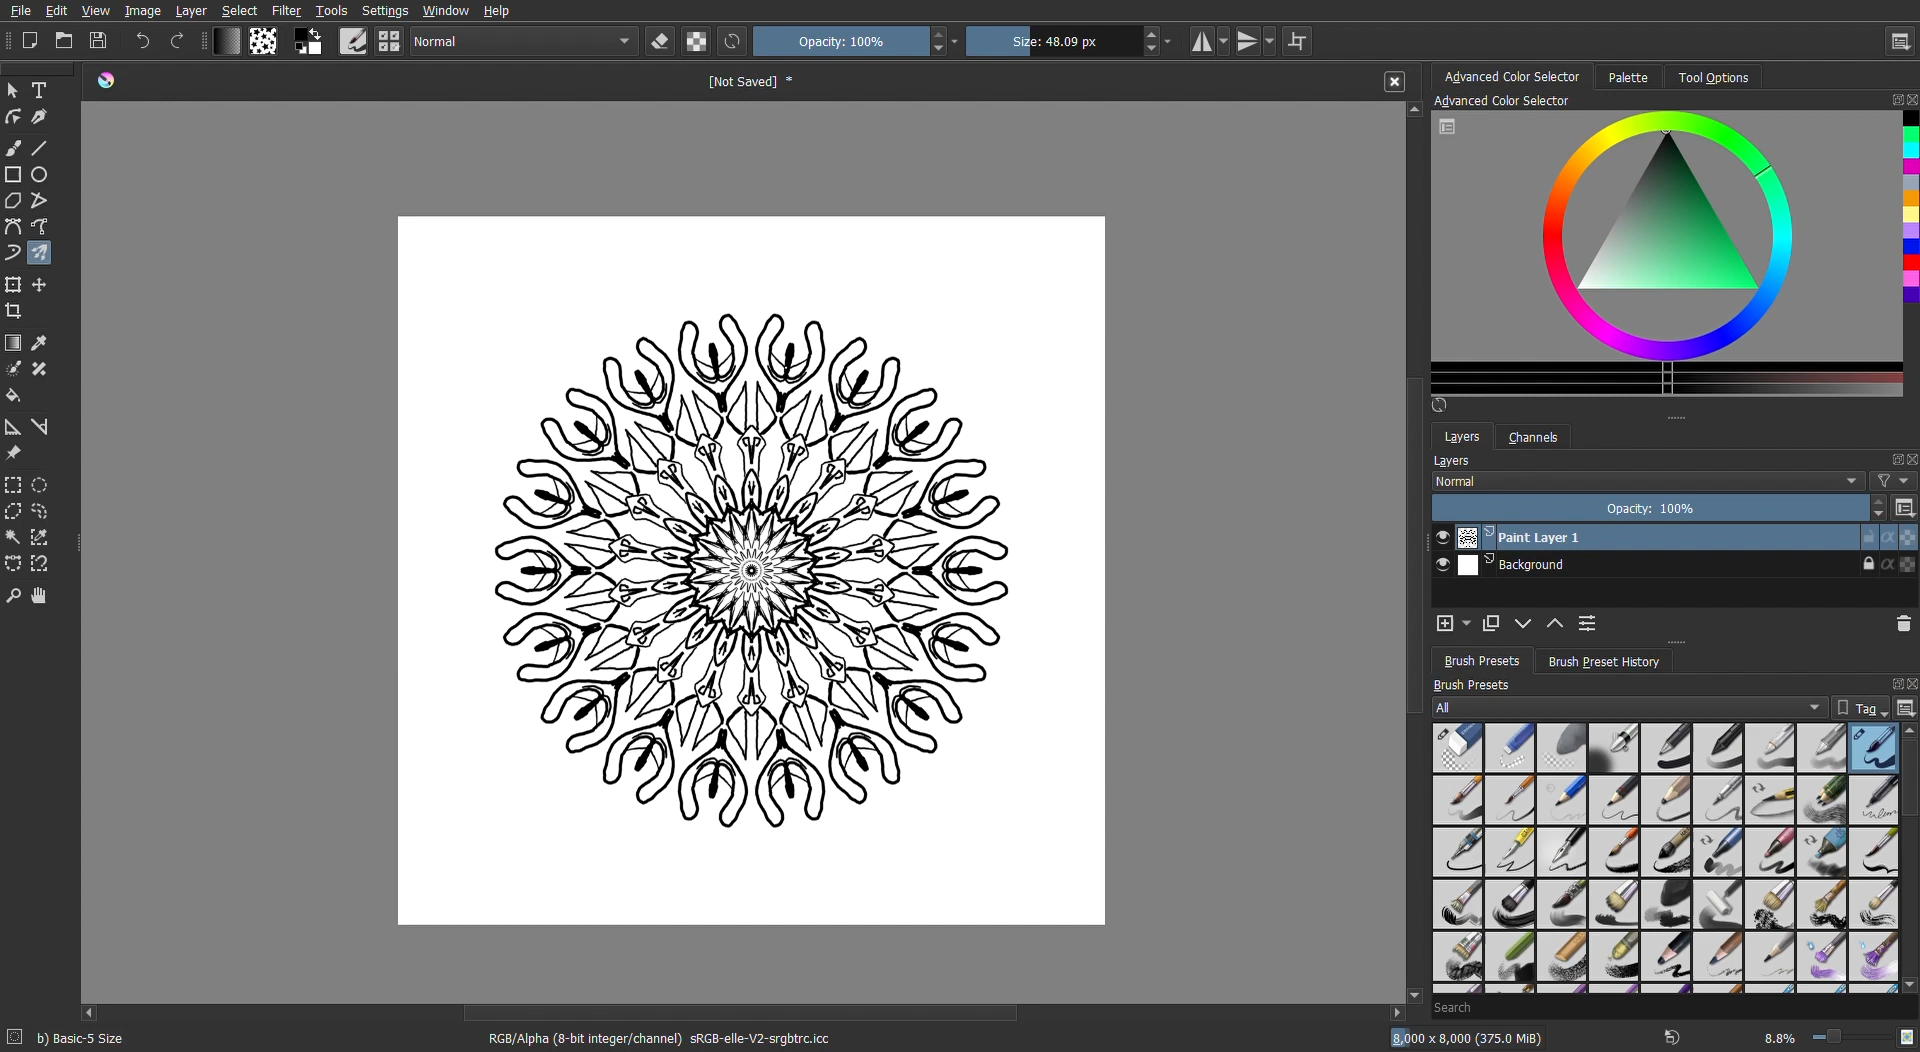 File Edit View Image Layer Select Filter Tools Settings Window Help
Normal Opacity: 100% Size: 48.09 px
[Not Saved] *
Advanced Color Selector Palette Tool Options
Advanced Color Selector
Layers Channels
Layers
Normal
Opacity: 100%
Paint Layer 1
Background
Brush Presets Brush Preset History
Brush Presets
All Tag
Search
b) Basic-5 Size RGB/Alpha (8-bit integer/channel) sRGB-elle-V2-srgbtrc.icc 8,000 x 8,000 (375.0 MiB) 8.8%